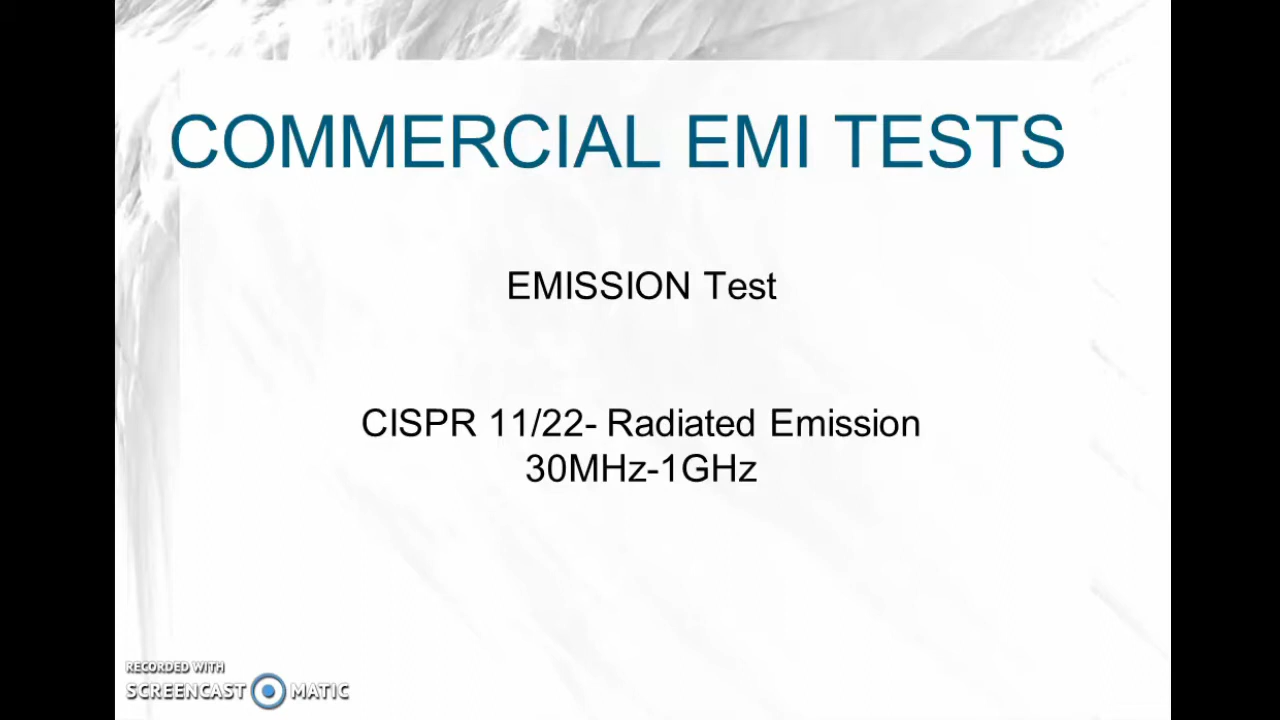 COMMERCIAL EMI TESTS
EMISSION Test
CISPR 11/22- Radiated Emission
30MHz-1GHz
RECORDED WITH
SCREENCAST MATIC